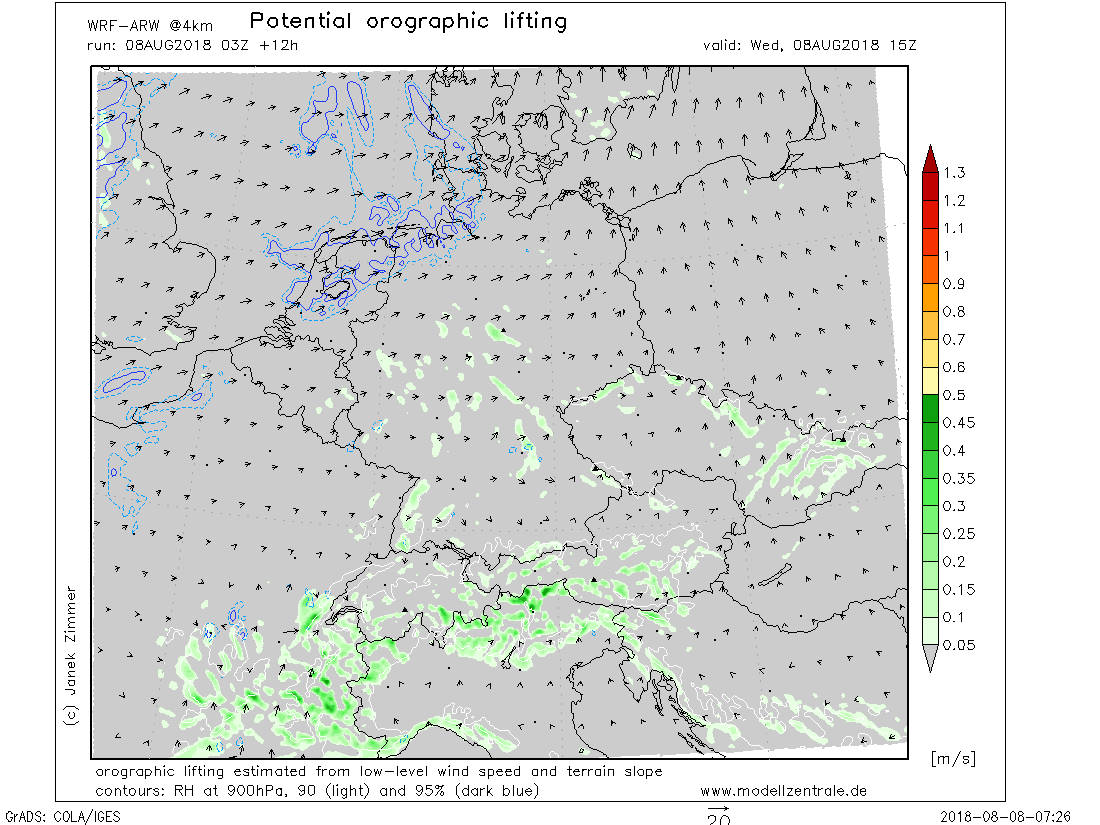 Potential orographic lifting
WRF-ARW @4km
run: 08AUG2018 03Z +12h
valid: Wed, 08AUG2018 15Z
1.3
1.2
1.1
1
0.9
0.8
0.7
0.6
0.5
0.45
0.4
0.35
0.3
0.25
0.2
0.15
0.1
0.05
[m/s]
(c) Janek Zimmer
orographic lifting estimated from low-level wind speed and terrain slope
contours: RH at 900hPa, 90 (light) and 95% (dark blue)
www.modellzentrale.de
20
GrADS: COLA/IGES
2018-08-08-07:26